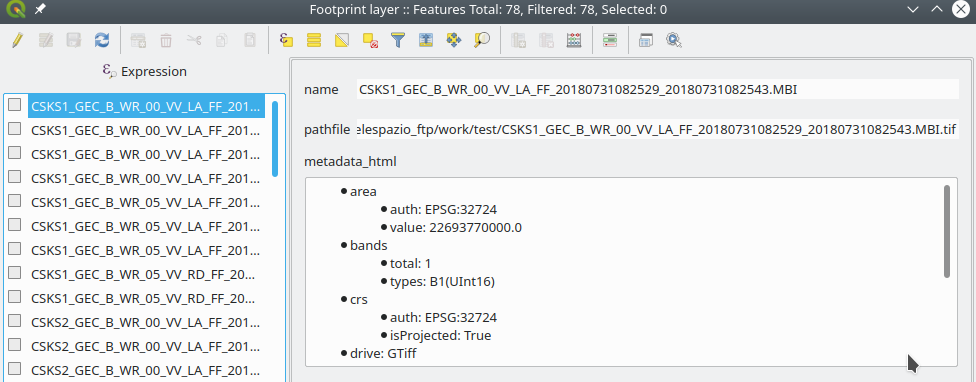 Footprint layer :: Features Total: 78, Filtered: 78, Selected: 0
Expression
CSKS1_GEC_B_WR_00_VV_LA_FF_201...
CSKS1_GEC_B_WR_00_VV_LA_FF_201...
CSKS1_GEC_B_WR_00_VV_LA_FF_201...
CSKS1_GEC_B_WR_00_VV_LA_FF_201...
CSKS1_GEC_B_WR_05_VV_LA_FF_201...
CSKS1_GEC_B_WR_05_VV_LA_FF_201...
CSKS1_GEC_B_WR_05_VV_LA_FF_201...
CSKS1_GEC_B_WR_05_VV_RD_FF_20...
CSKS1_GEC_B_WR_05_VV_RD_FF_20...
CSKS2_GEC_B_WR_00_VV_LA_FF_201...
CSKS2_GEC_B_WR_00_VV_LA_FF_201...
CSKS2_GEC_B_WR_00_VV_LA_FF_201...
name CSKS1_GEC_B_WR_00_VV_LA_FF_20180731082529_20180731082543.MBI
pathfile elespazio_ftp/work/test/CSKS1_GEC_B_WR_00_VV_LA_FF_20180731082529_20180731082543.MBI.tif
metadata_html
• area
• auth: EPSG:32724
• value: 22693770000.0
• bands
• total: 1
• types: B1(UInt16)
• crs
• auth: EPSG:32724
• isProjected: True
• drive: GTiff